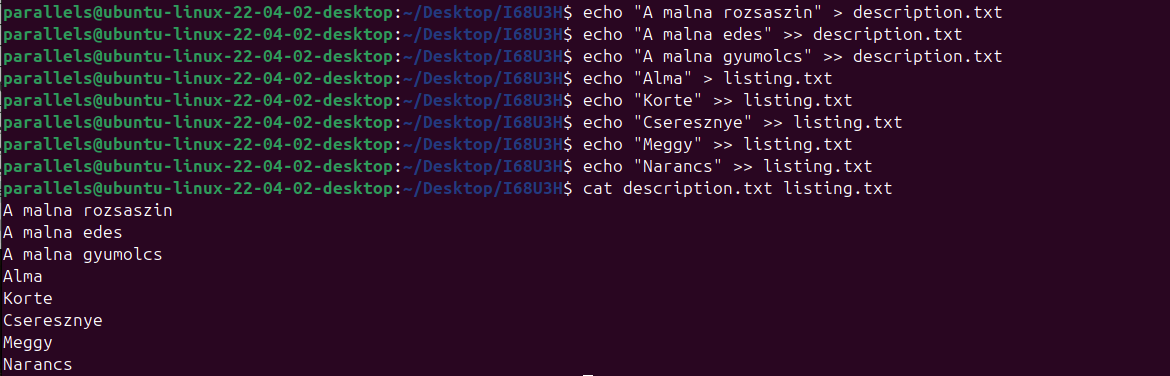 parallels@ubuntu-linux-22-04-02-desktop:~/Desktop/I68U3H$ echo "A malna rozsaszin" > description.txt
parallels@ubuntu-linux-22-04-02-desktop:~/Desktop/I68U3H$ echo "A malna edes" >> description.txt
parallels@ubuntu-linux-22-04-02-desktop:~/Desktop/I68U3H$ echo "A malna gyumolcs" >> description.txt
parallels@ubuntu-linux-22-04-02-desktop:~/Desktop/I68U3H$ echo "Alma" > listing.txt
parallels@ubuntu-linux-22-04-02-desktop:~/Desktop/I68U3H$ echo "Korte" >> listing.txt
parallels@ubuntu-linux-22-04-02-desktop:~/Desktop/I68U3H$ echo "Cseresznye" >> listing.txt
parallels@ubuntu-linux-22-04-02-desktop:~/Desktop/I68U3H$ echo "Meggy" >> listing.txt
parallels@ubuntu-linux-22-04-02-desktop:~/Desktop/I68U3H$ echo "Narancs" >> listing.txt
parallels@ubuntu-linux-22-04-02-desktop:~/Desktop/I68U3H$ cat description.txt listing.txt
A malna rozsaszin
A malna edes
A malna gyumolcs
Alma
Korte
Cseresznye
Meggy
Narancs